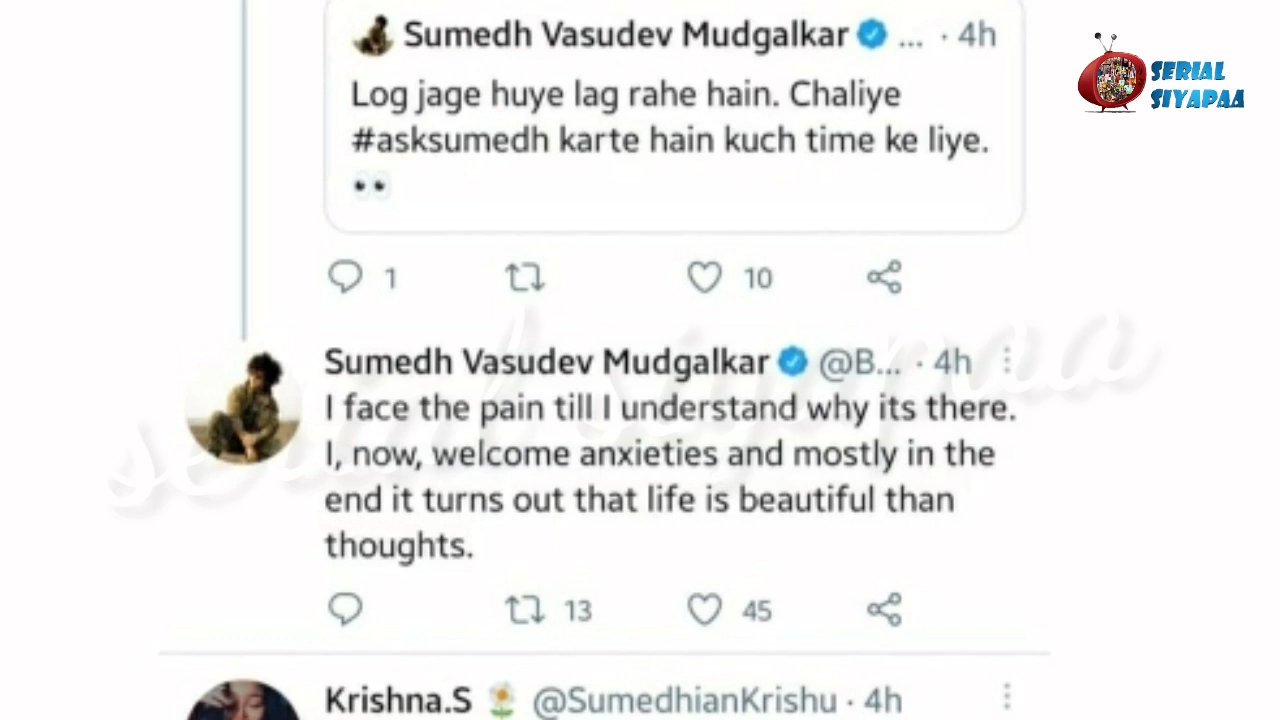 Sumedh Vasudev Mudgalkar ... · 4h
SERIAL
SIYAPAA
Log jage huye lag rahe hain. Chaliye
#asksumedh karte hain kuch time ke liye.
👀
1 10
Sumedh Vasudev Mudgalkar @B... · 4h
I face the pain till I understand why its there.
I, now, welcome anxieties and mostly in the
end it turns out that life is beautiful than
thoughts.
serial siyapaa
13 45
Krishna.S 🌼 @SumedhianKrishu · 4h